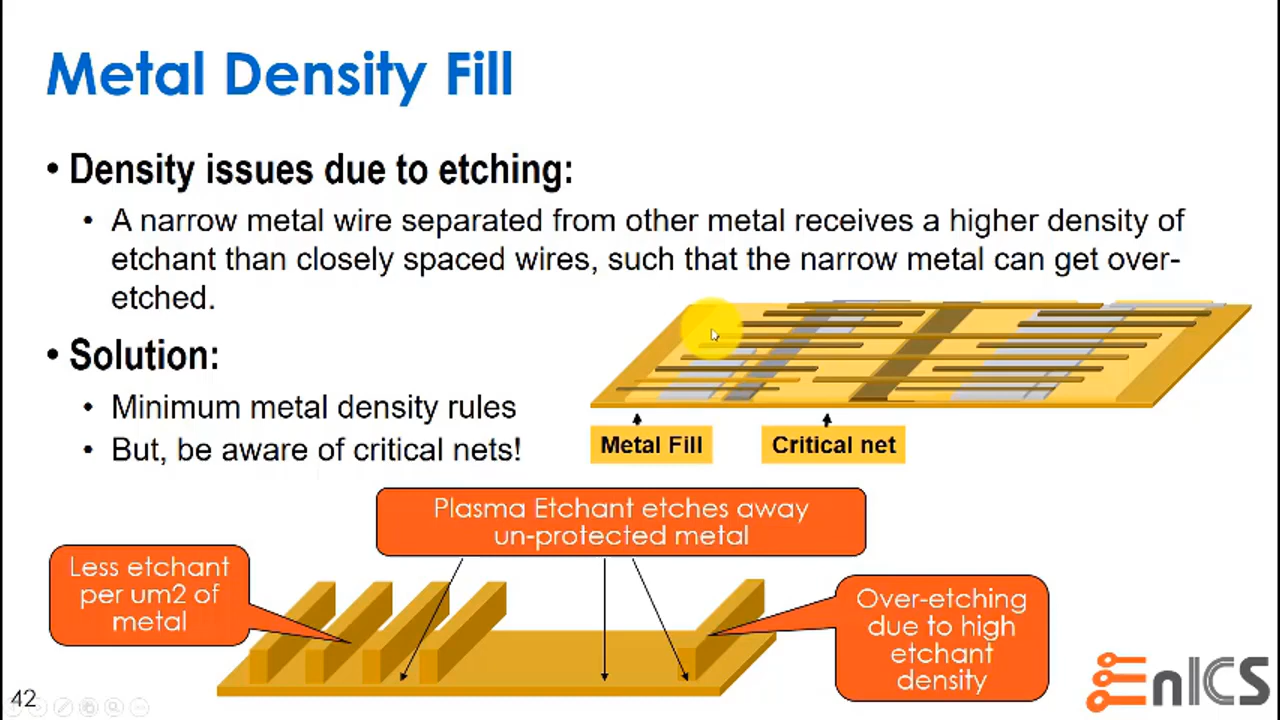 Metal Density Fill
• Density issues due to etching:
• A narrow metal wire separated from other metal receives a higher density of
etchant than closely spaced wires, such that the narrow metal can get over-
etched.
• Solution:
• Minimum metal density rules
• But, be aware of critical nets!
Metal Fill
Critical net
Plasma Etchant etches away
un-protected metal
Less etchant
per um2 of
metal
Over-etching
due to high
etchant
density
42
EnICS